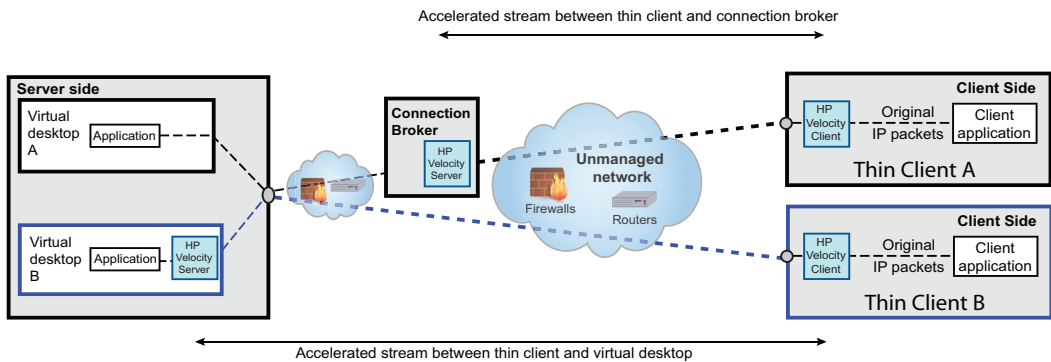 Accelerated stream between thin client and connection broker
Server side
Virtual
desktop
A
Application
Virtual
desktop
B
Application
HP
Velocity
Server
Connection
Broker
HP
Velocity
Server
Unmanaged
network
Firewalls
Routers
Client Side
HP
Velocity
Client
Original
IP packets
Client
application
Thin Client A
Client Side
HP
Velocity
Client
Original
IP packets
Client
application
Thin Client B
Accelerated stream between thin client and virtual desktop